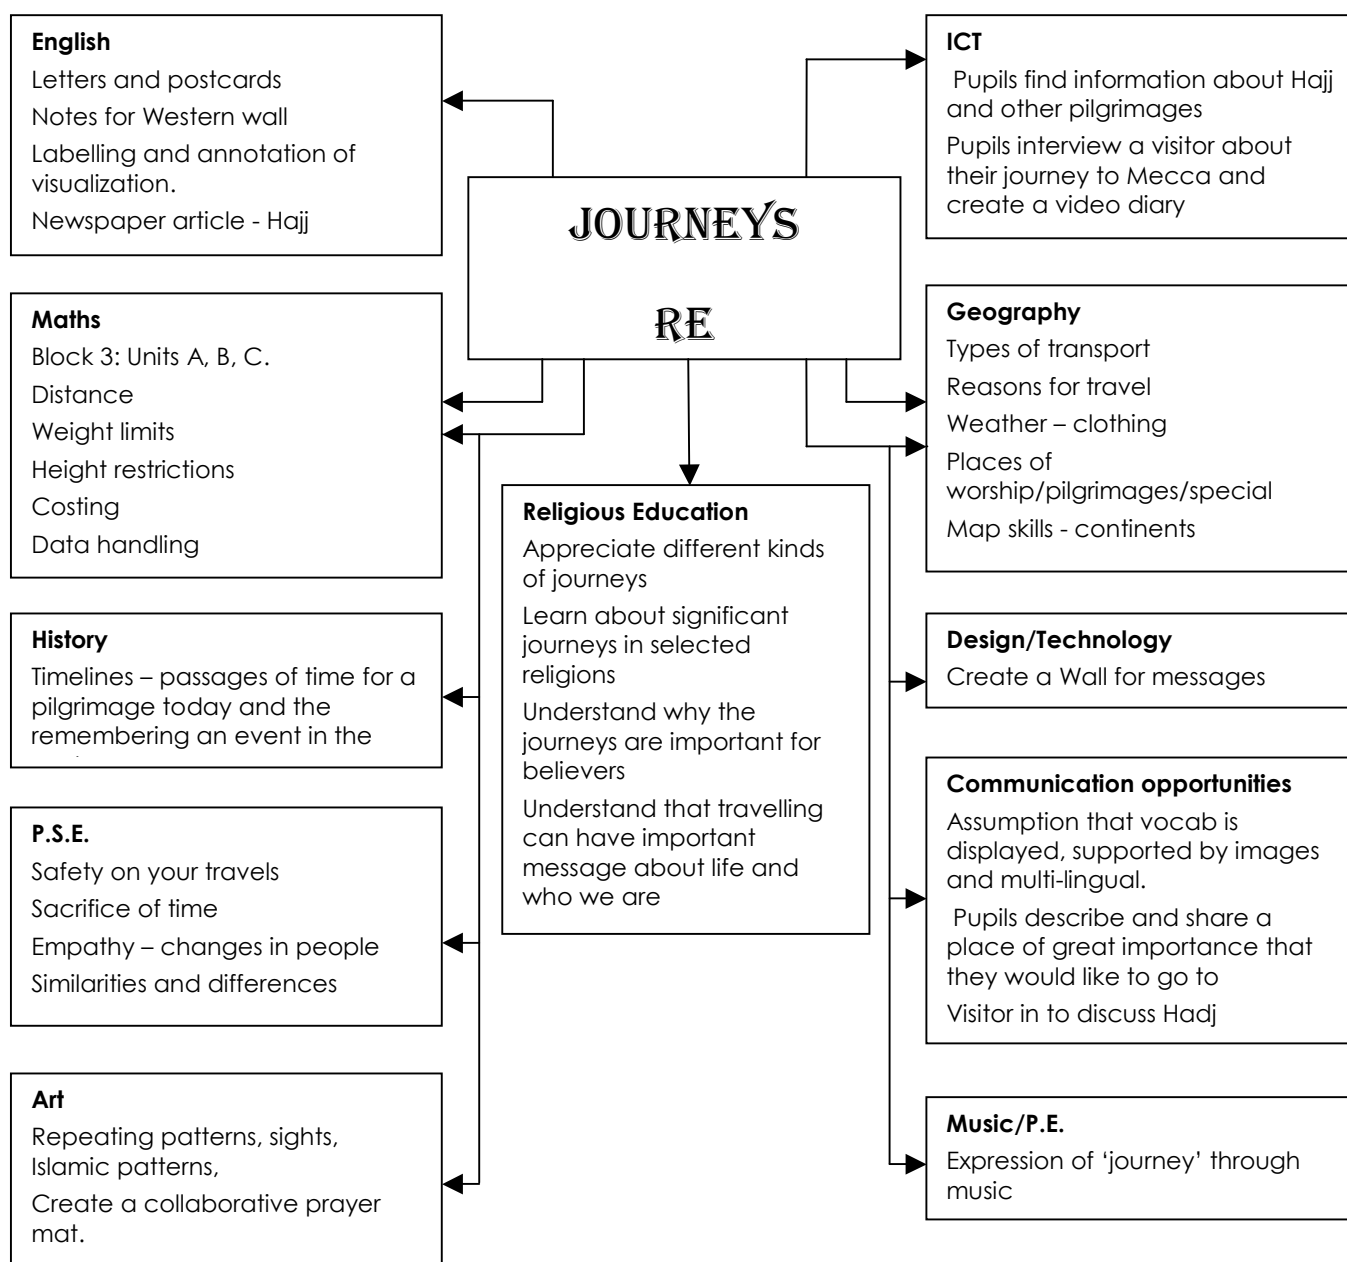 English
Letters and postcards
Notes for Western wall
Labelling and annotation of
visualization.
Newspaper article - Hajj
ICT
Pupils find information about Hajj
and other pilgrimages
Pupils interview a visitor about
their journey to Mecca and
create a video diary
JOURNEYS
RE
Maths
Block 3: Units A, B, C.
Distance
Weight limits
Height restrictions
Costing
Data handling
Geography
Types of transport
Reasons for travel
Weather – clothing
Places of
worship/pilgrimages/special
Map skills - continents
Religious Education
Appreciate different kinds
of journeys
Learn about significant
journeys in selected
religions
Understand why the
journeys are important for
believers
Understand that travelling
can have important
message about life and
who we are
History
Timelines – passages of time for a
pilgrimage today and the
remembering an event in the
Design/Technology
Create a Wall for messages
P.S.E.
Safety on your travels
Sacrifice of time
Empathy – changes in people
Similarities and differences
Communication opportunities
Assumption that vocab is
displayed, supported by images
and multi-lingual.
Pupils describe and share a
place of great importance that
they would like to go to
Visitor in to discuss Hadj
Art
Repeating patterns, sights,
Islamic patterns,
Create a collaborative prayer
mat.
Music/P.E.
Expression of ‘journey’ through
music